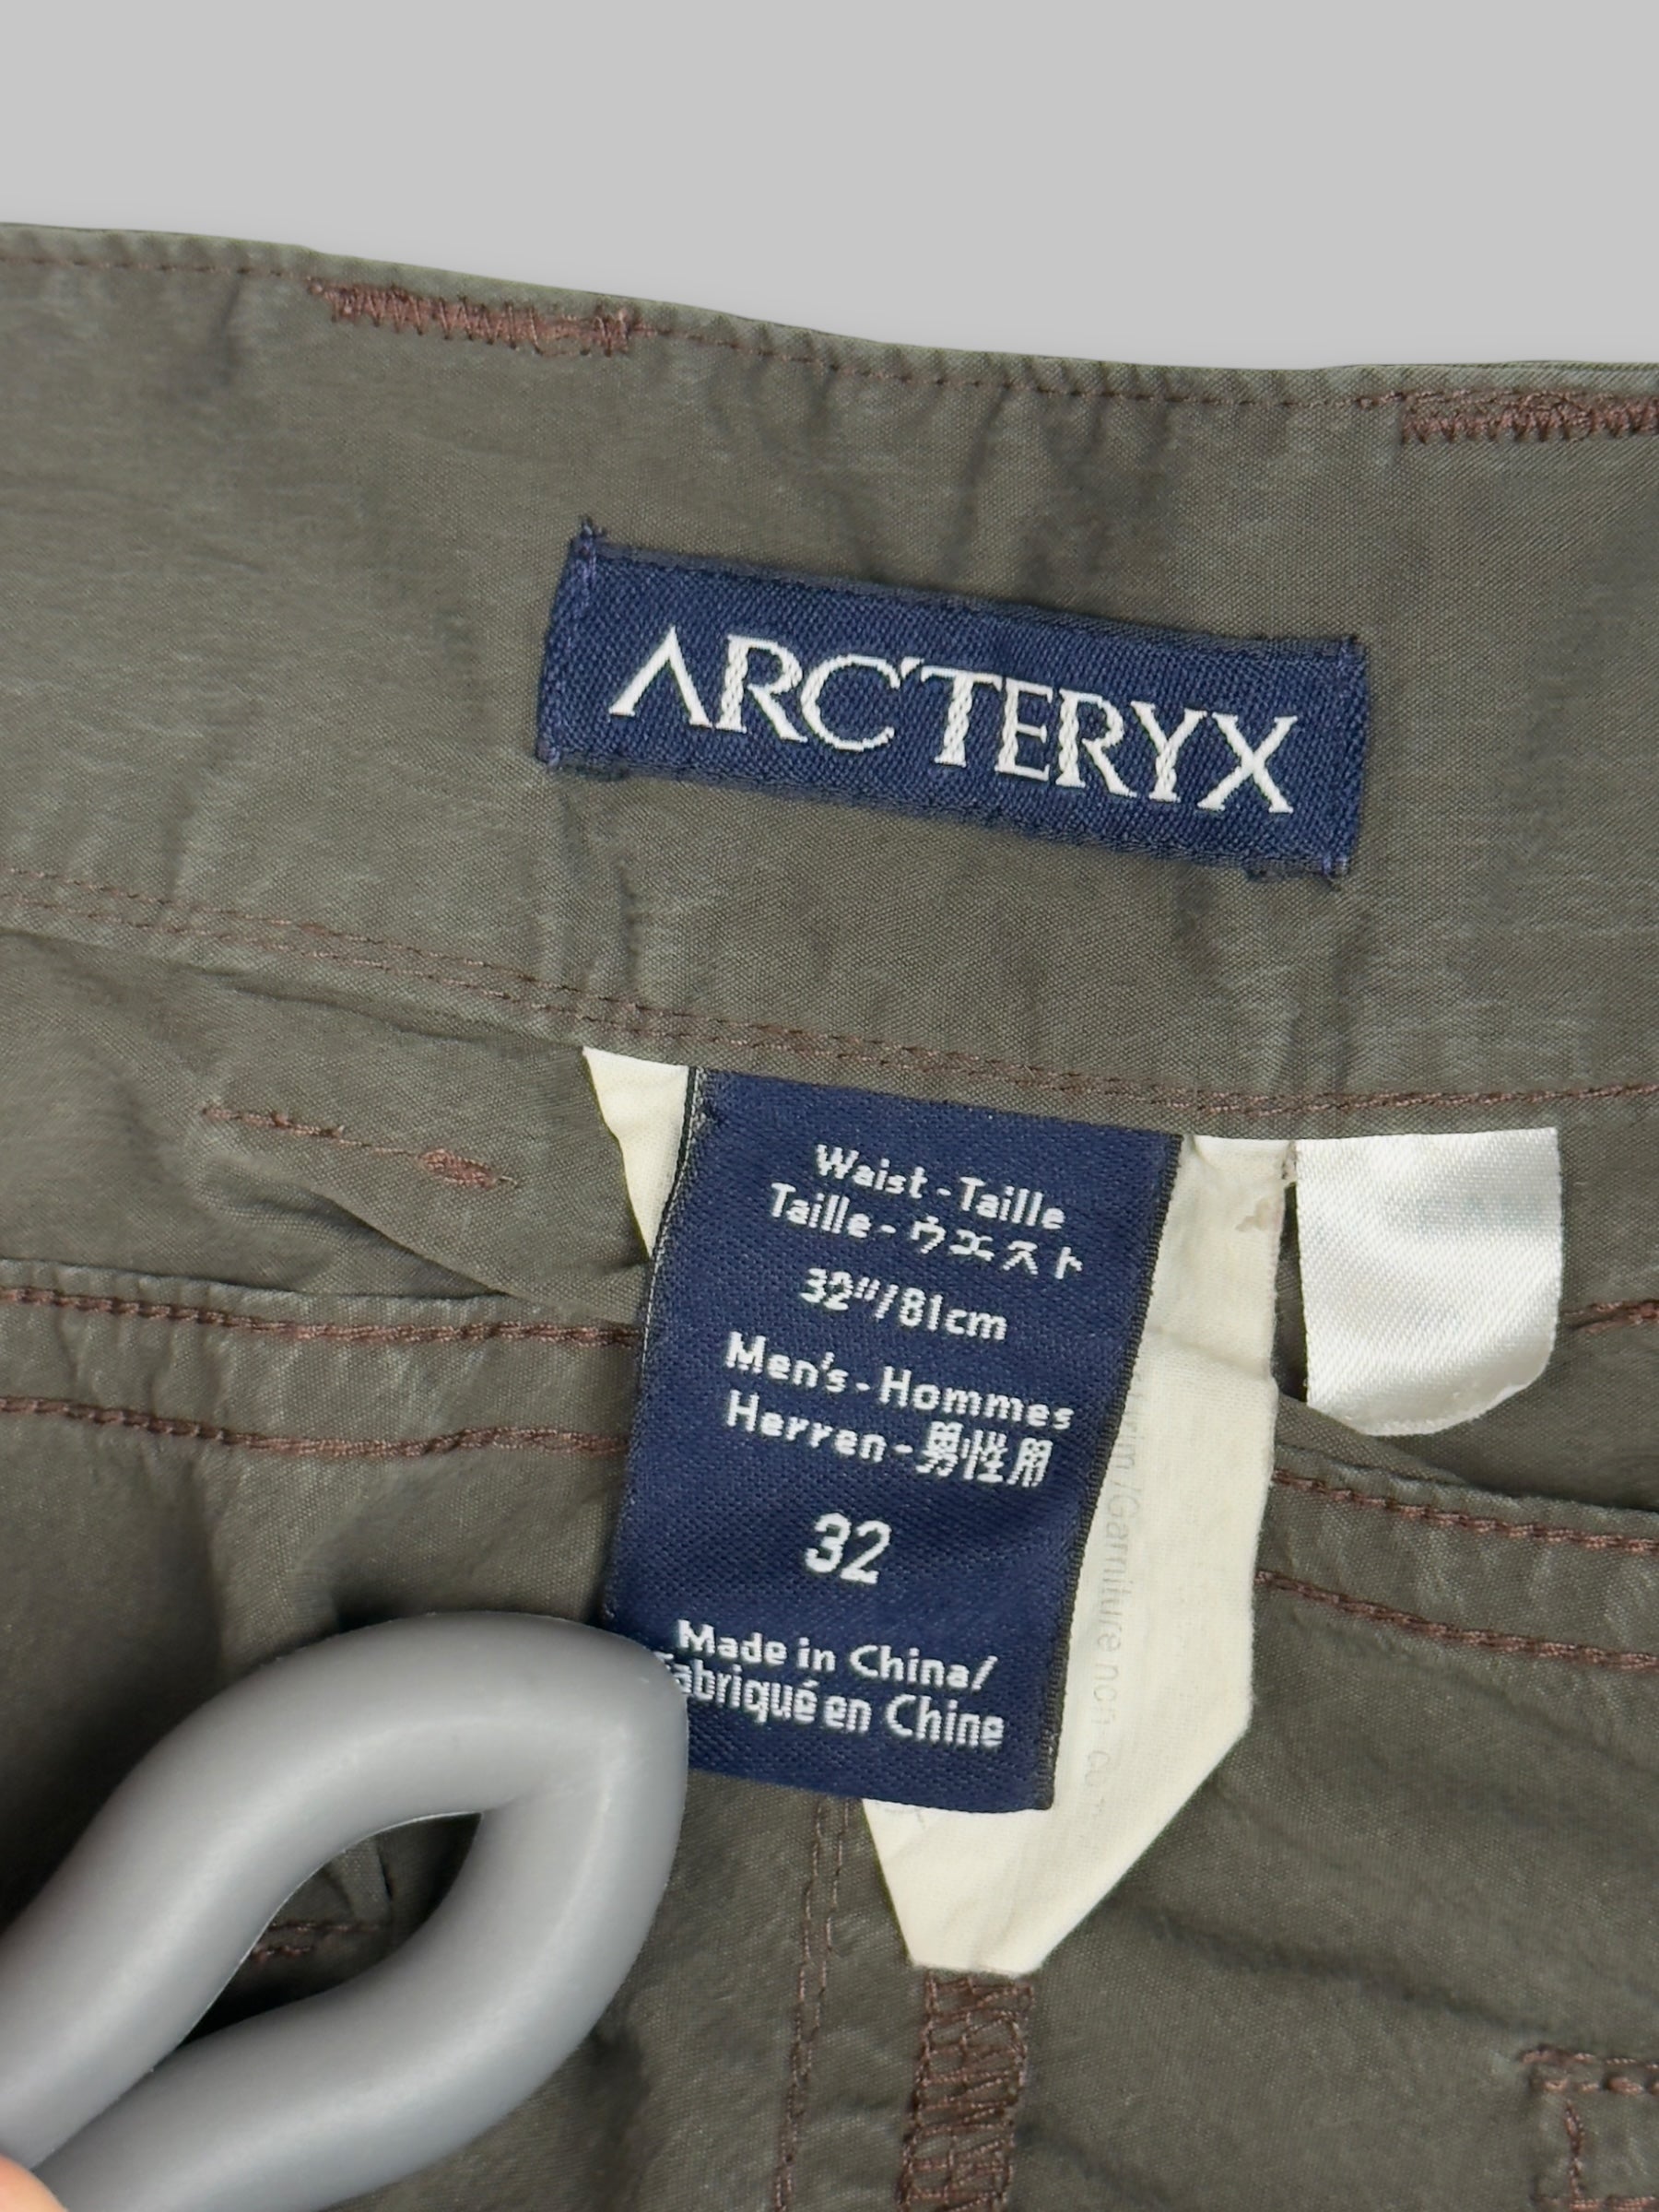 ARC'TERYX
Waist - Taille
Taille - ウエスト
32"/81cm
Men's - Hommes
Herren - 男性用
32
Made in China/
Fabriqué en Chine
/Garniture